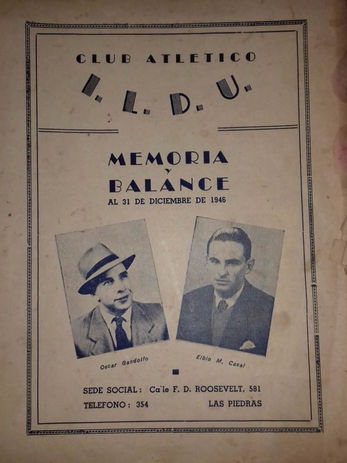 CLUB ATLETICO
I. L. D. U.
MEMORIA
Y
BALANCE
AL 31 DE DICIEMBRE DE 1946
Oscar Gandolfo
Elbio M. Casal
SEDE SOCIAL: Calle F. D. ROOSEVELT, 581
TELEFONO: 354 LAS PIEDRAS